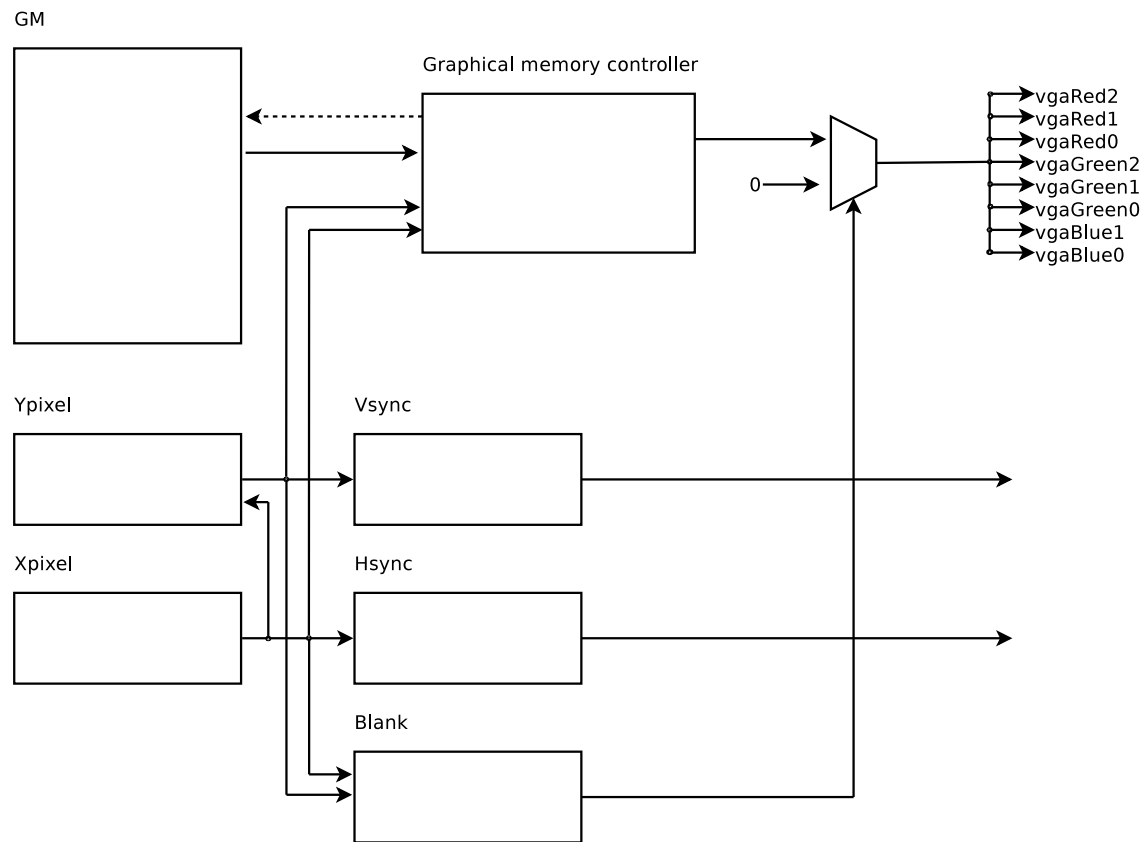 GM
Graphical memory controller
vgaRed2
vgaRed1
vgaRed0
vgaGreen2
0
vgaGreen1
vgaGreen0
vgaBlue1
vgaBlue0
Ypixel
Vsync
Xpixel
Hsync
Blank